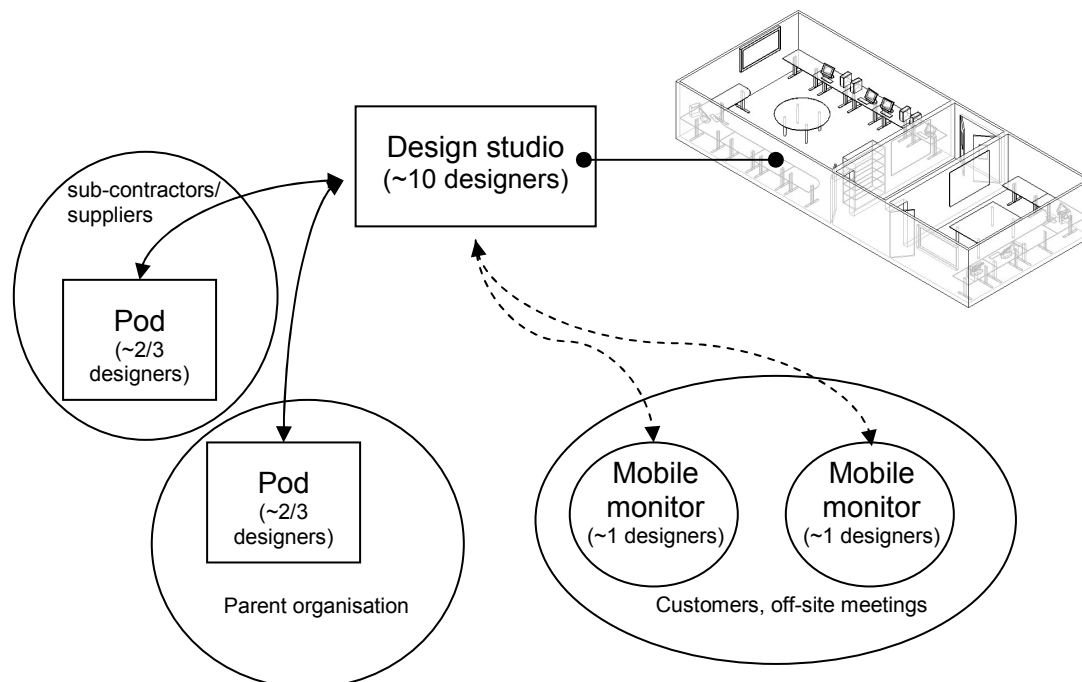 Design studio
(~10 designers)
sub-contractors/
suppliers
Pod
(~2/3
designers)
Pod
(~2/3
designers)
Parent organisation
Mobile
monitor
(~1 designers)
Mobile
monitor
(~1 designers)
Customers, off-site meetings